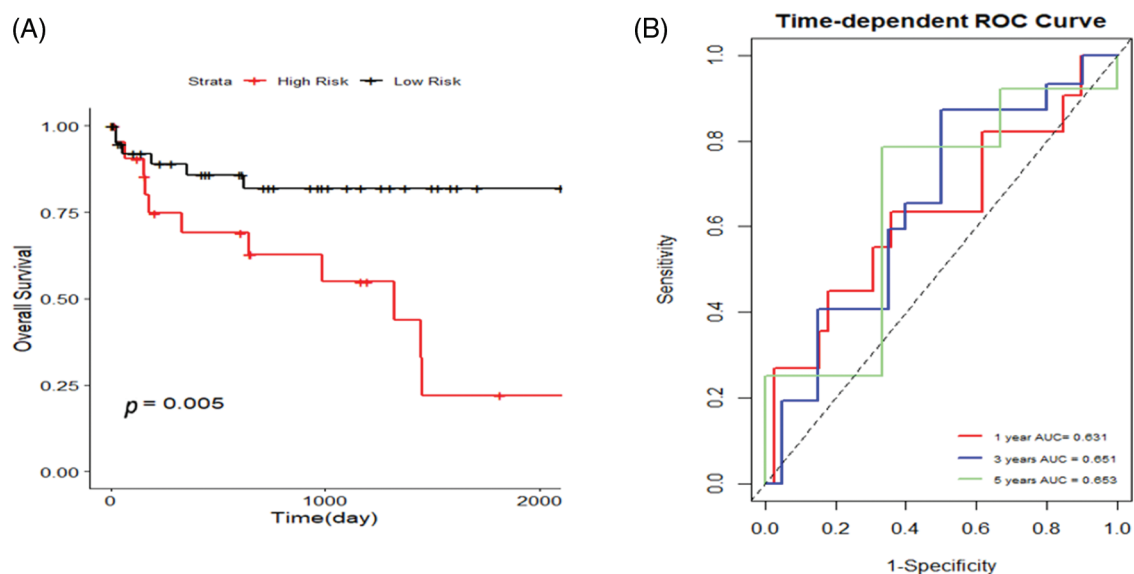 (A)
Strata High Risk Low Risk
Overall Survival
1.00
0.75
0.50
0.25
0.00
p = 0.005
0 1000 2000
Time(day)
(B)
Time-dependent ROC Curve
Sensitivity
1.0
0.8
0.6
0.4
0.2
0.0
1 year AUC= 0.631
3 years AUC = 0.651
5 years AUC = 0.653
0.0 0.2 0.4 0.6 0.8 1.0
1-Specificity